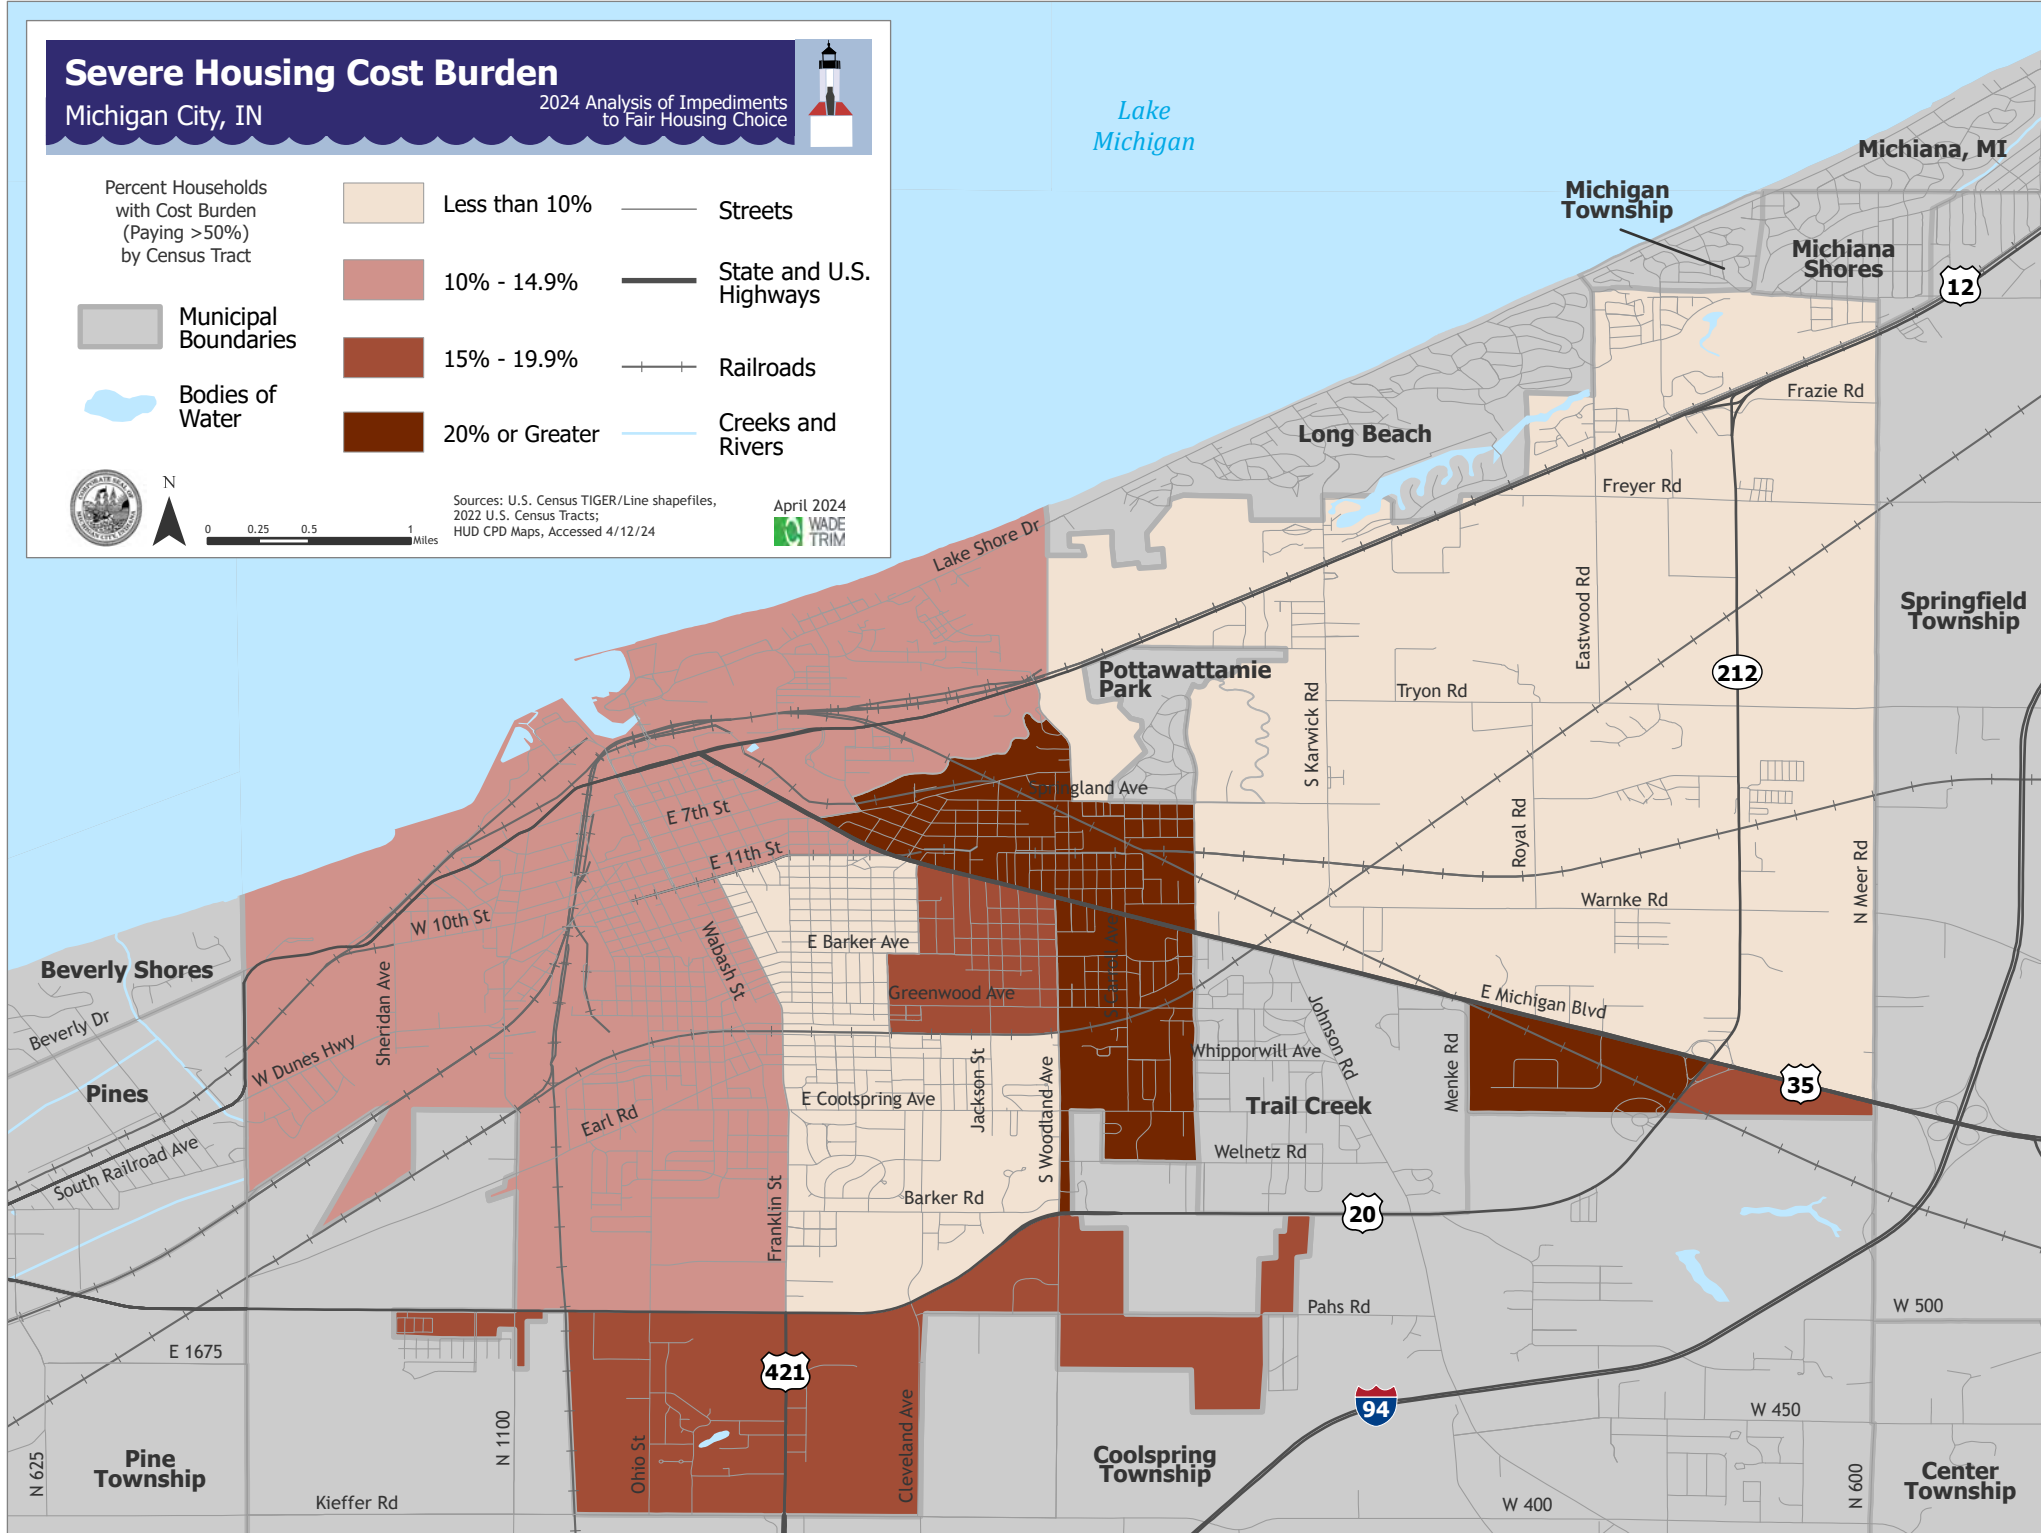 Severe Housing Cost Burden
Michigan City, IN
2024 Analysis of Impediments
to Fair Housing Choice
Percent Households
with Cost Burden
(Paying >50%)
by Census Tract
Municipal
Boundaries
Bodies of
Water
Less than 10%
10% - 14.9%
15% - 19.9%
20% or Greater
Streets
State and U.S.
Highways
Railroads
Creeks and
Rivers
N
0 0.25 0.5 1
Miles
Sources: U.S. Census TIGER/Line shapefiles,
2022 U.S. Census Tracts;
HUD CPD Maps, Accessed 4/12/24
April 2024
WADE
TRIM
Lake
Michigan
Michiana, MI
Michigan
Township
Michiana
Shores
12
Frazie Rd
Long Beach
Freyer Rd
Lake Shore Dr
Eastwood Rd
Springfield
Township
Pottawattamie
Park
212
Tryon Rd
S Karwick Rd
Springland Ave
E 7th St
Royal Rd
E 11th St
N Meer Rd
Warnke Rd
W 10th St
Wabash St
E Barker Ave
Beverly Shores
Sheridan Ave
Greenwood Ave
E Michigan Blvd
Johnson Rd
Beverly Dr
W Dunes Hwy
Whipporwill Ave
Menke Rd
35
Pines
E Coolspring Ave
Jackson St
Trail Creek
Earl Rd
S Woodland Ave
South Railroad Ave
Welnetz Rd
Franklin St
Barker Rd
20
Pahs Rd
W 500
E 1675
421
94
W 450
Cleveland Ave
N 1100
Ohio St
Pine
Township
N 625
Coolspring
Township
N 600
Center
Township
Kieffer Rd
W 400